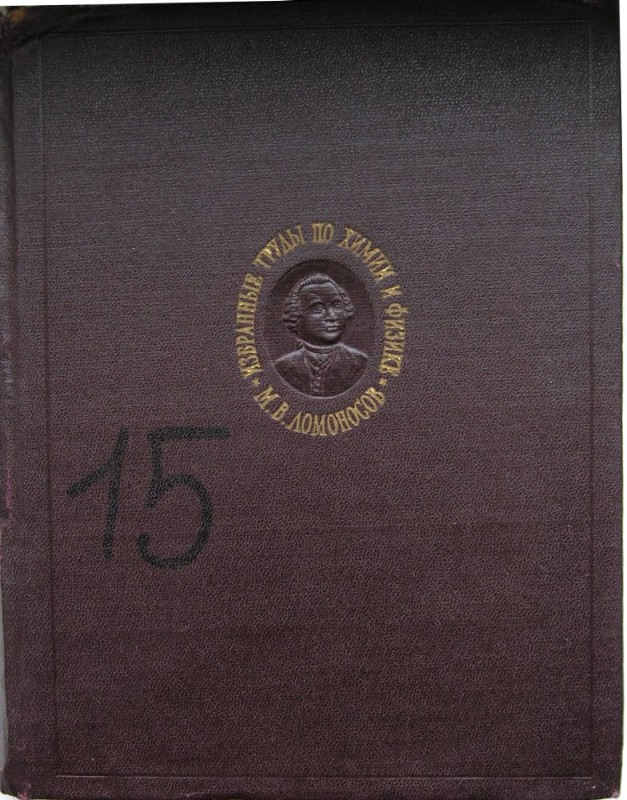 ИЗБРАННЫЕ ТРУДЫ ПО ХИМИИ И ФИЗИКЕ
* М.В. ЛОМОНОСОВ *
15